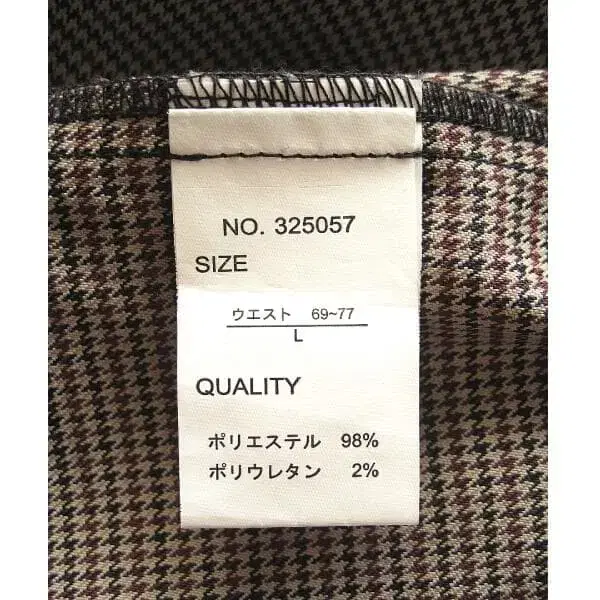 NO. 325057
SIZE
ウエスト 69~77
L
QUALITY
ポリエステル 98%
ポリウレタン 2%